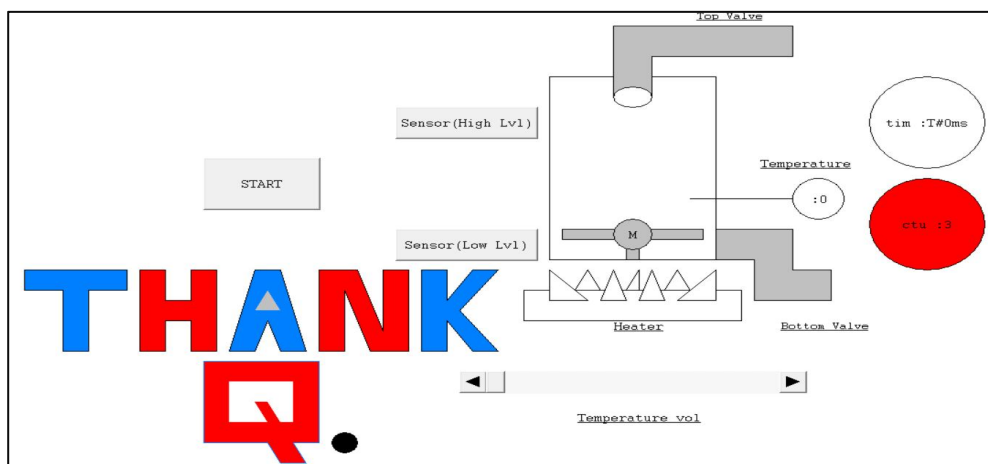 Top Valve
Sensor(High Lvl)
tim :T#0ms
START
Temperature
:0
ctu :3
M
Sensor(Low Lvl)
THANK
Q.
Heater
Bottom Valve
Temperature vol